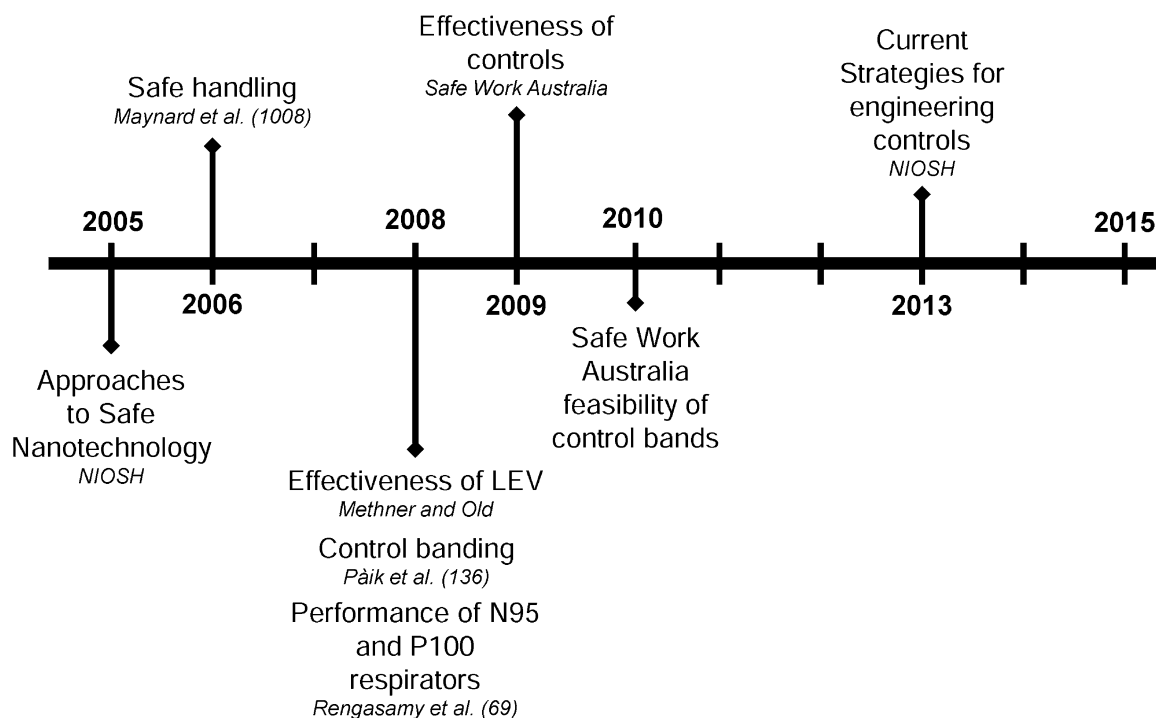 Effectiveness of
controls
Safe Work Australia
Current
Strategies for
engineering
controls
NIOSH
Safe handling
Maynard et al. (1008)
2005
2008
2010
2015
2006
2009
2013
Approaches
to Safe
Nanotechnology
NIOSH
Safe Work
Australia
feasibility of
control bands
Effectiveness of LEV
Methner and Old
Control banding
Pàik et al. (136)
Performance of N95
and P100
respirators
Rengasamy et al. (69)